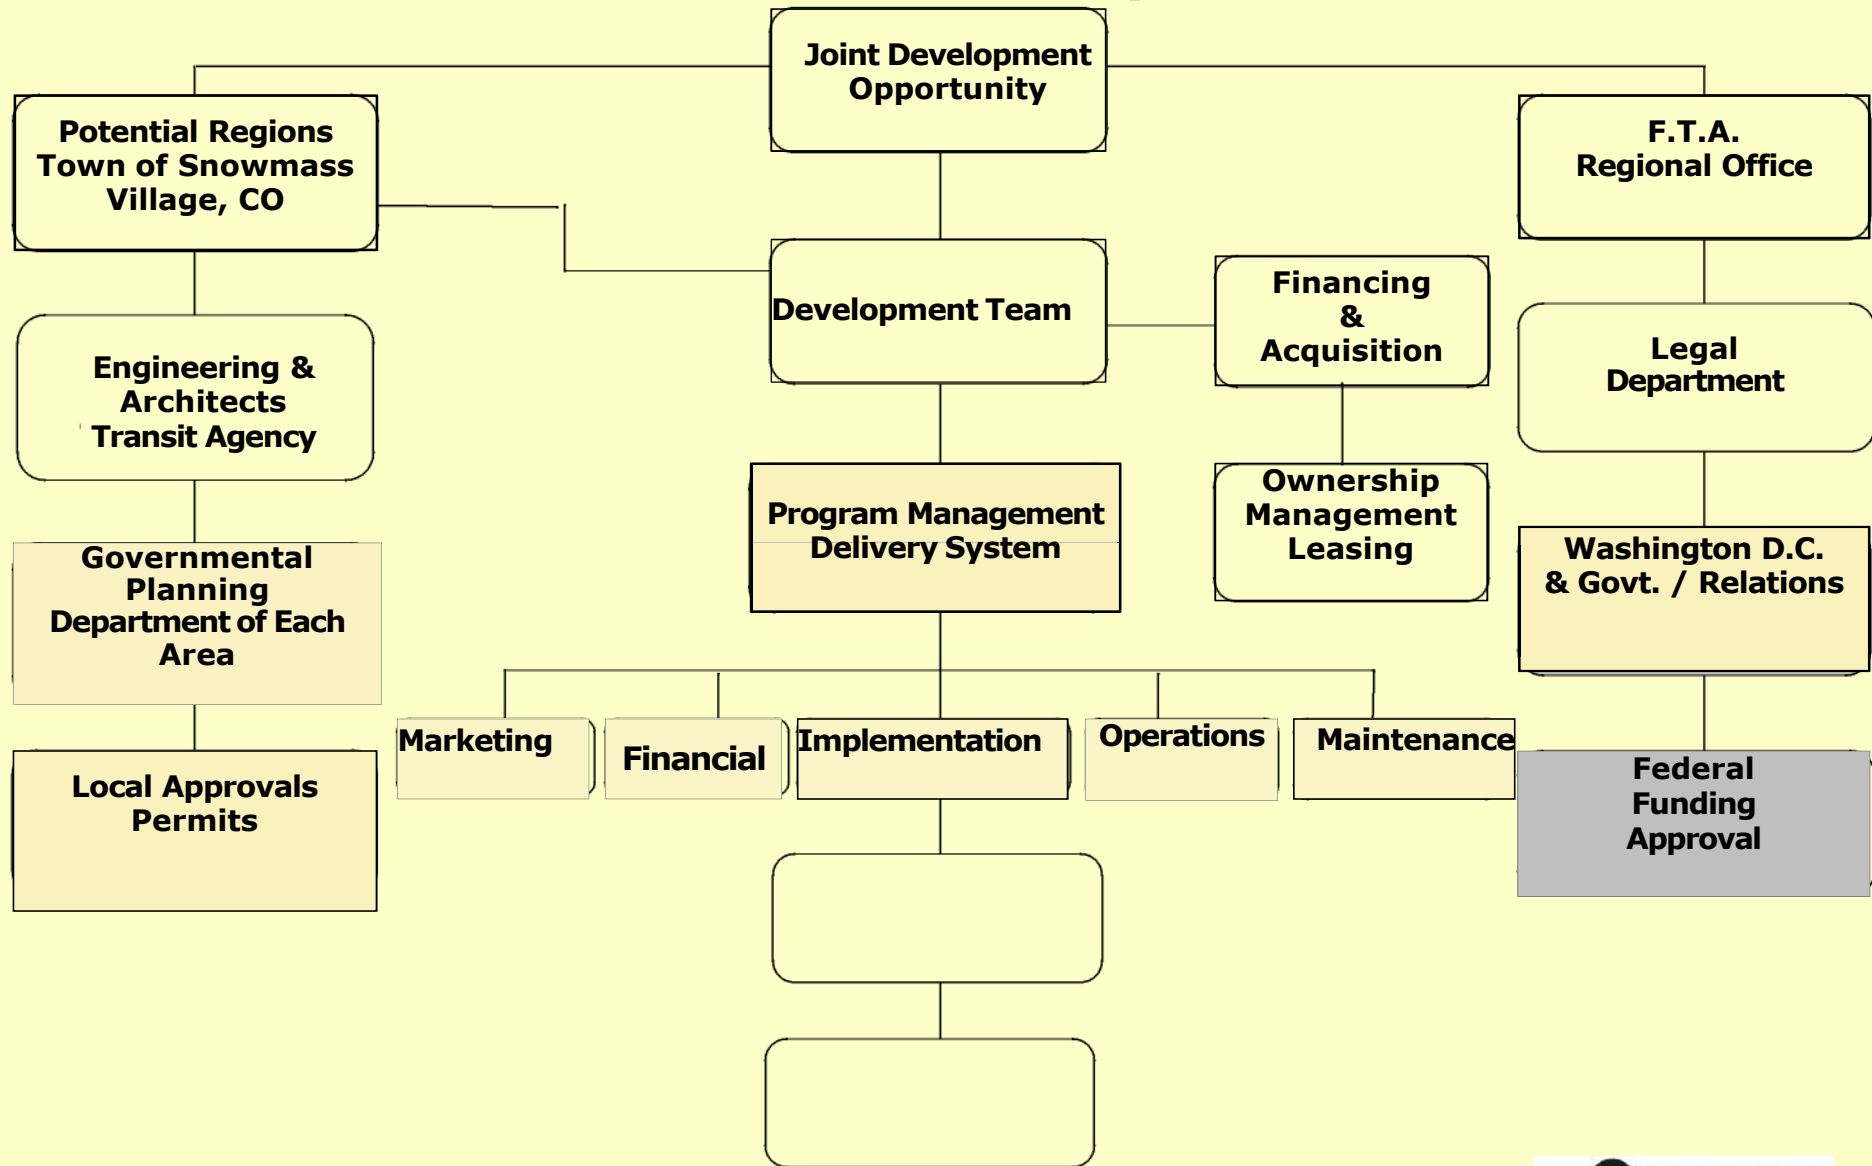 Joint Development
Opportunity
Potential Regions
Town of Snowmass
Village, CO
F.T.A.
Regional Office
Development Team
Financing
&
Acquisition
Engineering &
Architects
Transit Agency
Legal
Department
Program Management
Delivery System
Ownership
Management
Leasing
Governmental
Planning
Department of Each
Area
Washington D.C.
& Govt. / Relations
Marketing
Financial
Implementation
Operations
Maintenance
Local Approvals
Permits
Federal
Funding
Approval